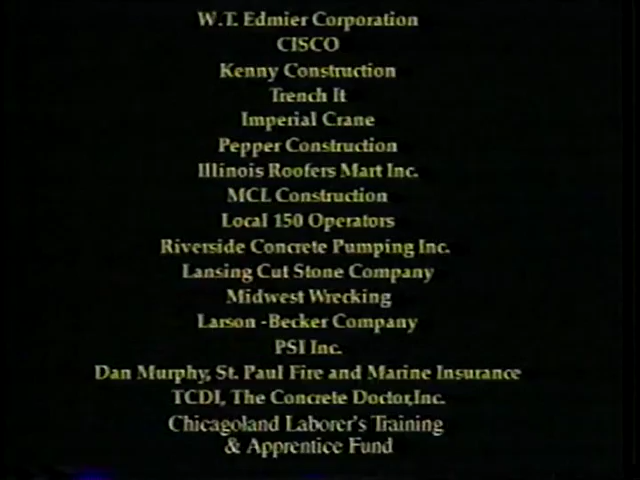 W.T. Edmier Corporation
CISCO
Kenny Construction
Trench It
Imperial Crane
Pepper Construction
Illinois Roofers Mart Inc.
MCL Construction
Local 150 Operators
Riverside Concrete Pumping Inc.
Lansing Cut Stone Company
Midwest Wrecking
Larson -Becker Company
PSI Inc.
Dan Murphy, St. Paul Fire and Marine Insurance
TCDI, The Concrete Doctor,Inc.
Chicagoland Laborer's Training
& Apprentice Fund